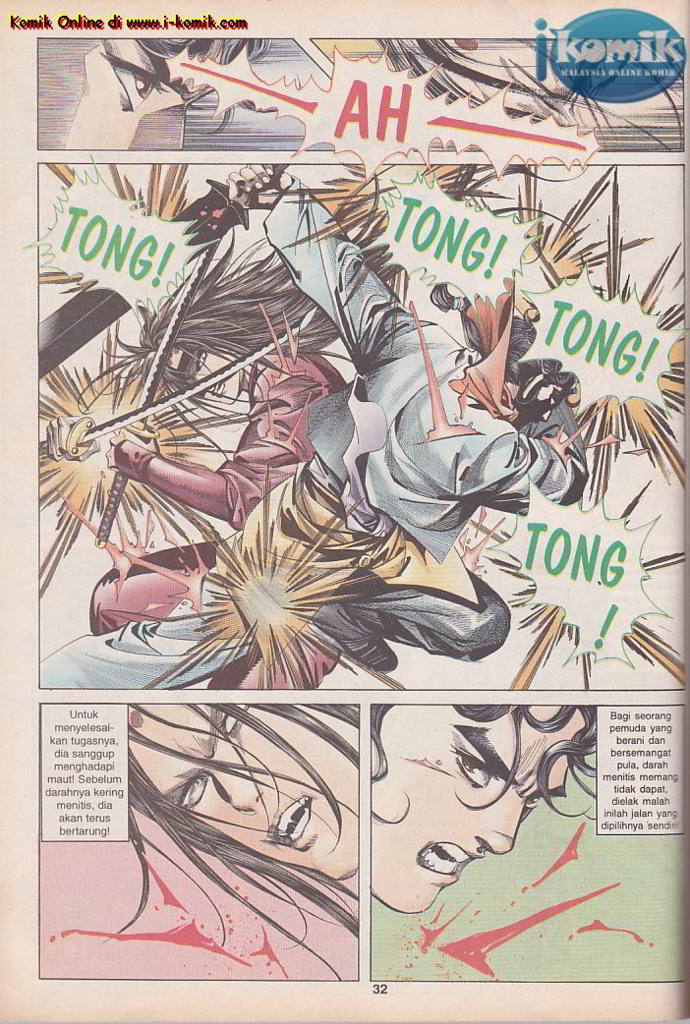 Komik Online di www.i-komik.com
ikomik
MALAYSIA ONLINE KOMIK
AH
TONG!
TONG!
TONG!
TONG
!
Untuk
menyelesai-
kan tugasnya,
dia sanggup
menghadapi
maut! Sebelum
darahnya kering
menitis, dia
akan terus
bertarung!
Bagi seorang
pemuda yang
berani dan
bersemangat
pula, darah
menitis memang
tidak dapat,
dielak malah
inilah jalan yang
dipilihnya sendiri
32